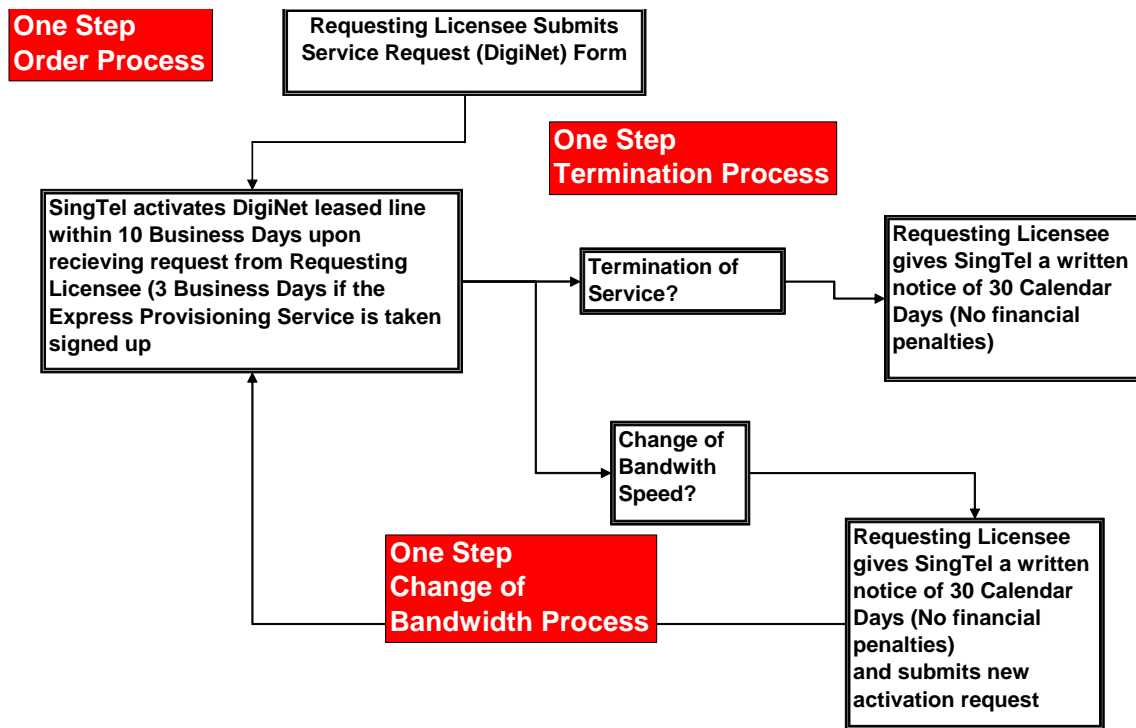 One Step
Order Process
Requesting Licensee Submits
Service Request (DigiNet) Form
One Step
Termination Process
SingTel activates DigiNet leased line
within 10 Business Days upon
recieving request from Requesting
Licensee (3 Business Days if the
Express Provisioning Service is taken
signed up
Termination of
Service?
Requesting Licensee
gives SingTel a written
notice of 30 Calendar
Days (No financial
penalties)
Change of
Bandwith
Speed?
One Step
Change of
Bandwidth Process
Requesting Licensee
gives SingTel a written
notice of 30 Calendar
Days (No financial
penalties)
and submits new
activation request